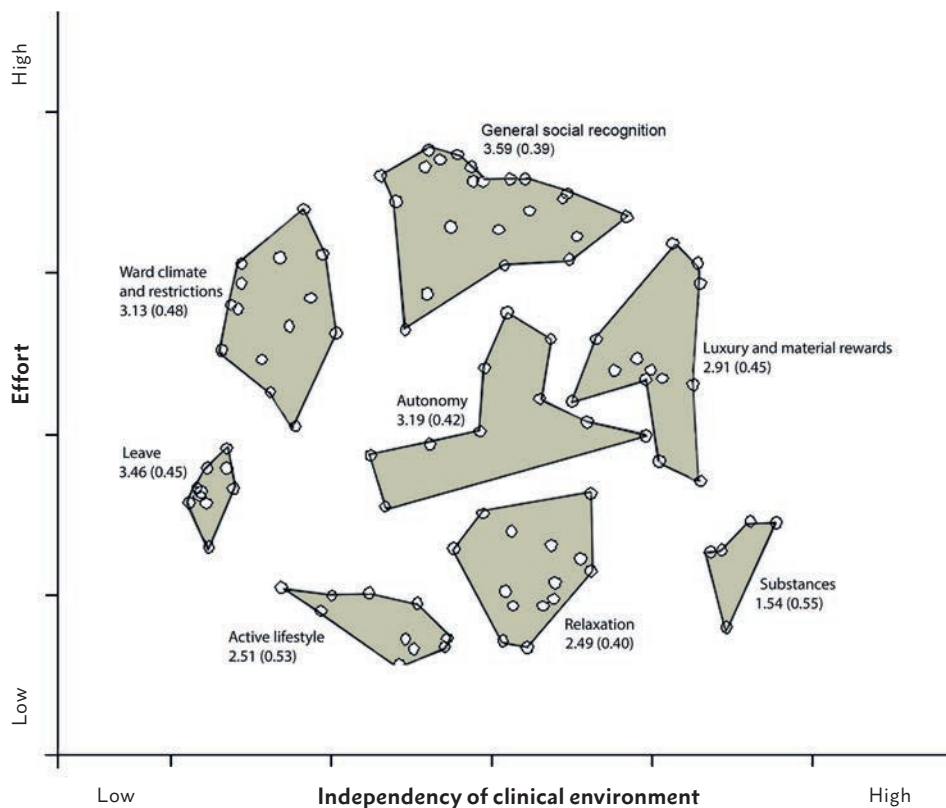 High
General social recognition
3.59 (0.39)
Ward climate
and restrictions
3.13 (0.48)
Luxury and material rewards
2.91 (0.45)
Effort
Autonomy
3.19 (0.42)
Leave
3.46 (0.45)
Substances
1.54 (0.55)
Relaxation
2.49 (0.40)
Active lifestyle
2.51 (0.53)
Low
Low
Independency of clinical environment
High